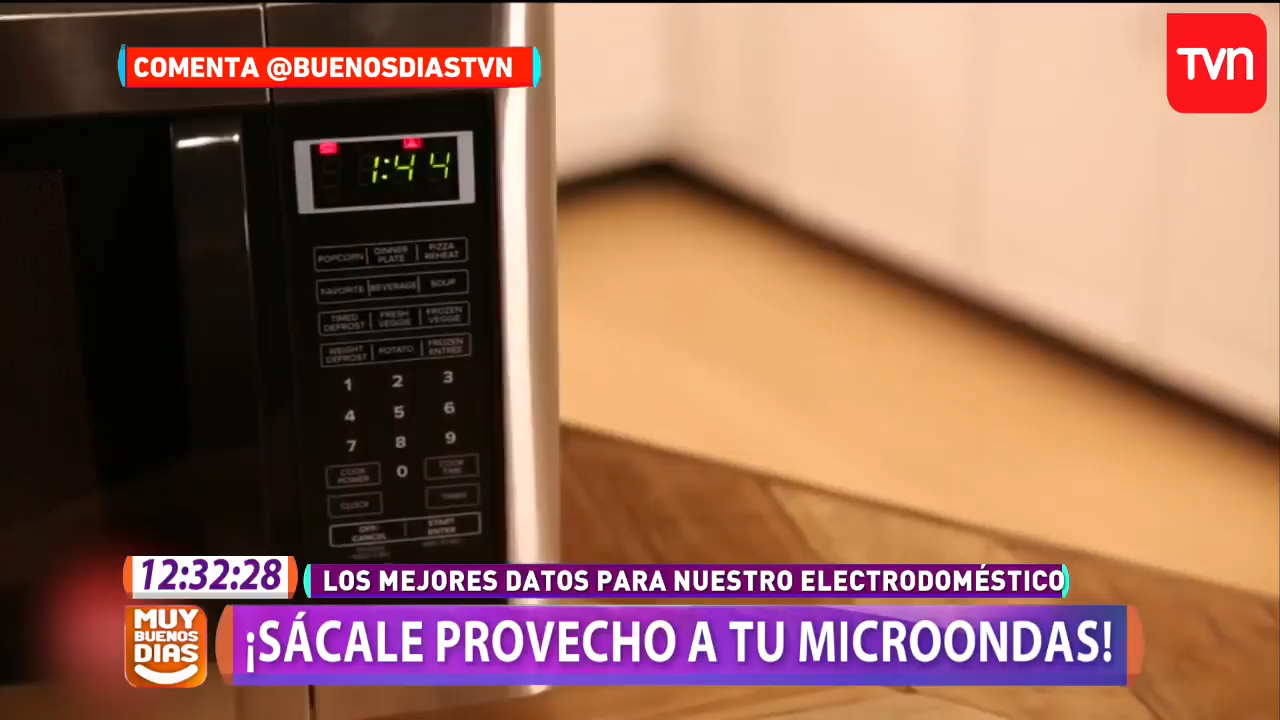 COMENTA @BUENOSDIASTVN
TVN
1:44
POPCORN DINNER PLATE PIZZA REHEAT
FAVORITE BEVERAGE SOUP
TIMED DEFROST FRESH VEGGIE FROZEN VEGGIE
WEIGHT DEFROST POTATO FROZEN ENTREE
1 2 3
4 5 6
7 8 9
0
COOK POWER COOK TIME
CLOCK TIMER
OFF/CANCEL START ENTER
12:32:28
LOS MEJORES DATOS PARA NUESTRO ELECTRODOMÉSTICO
MUY BUENOS DIAS
¡SÁCALE PROVECHO A TU MICROONDAS!